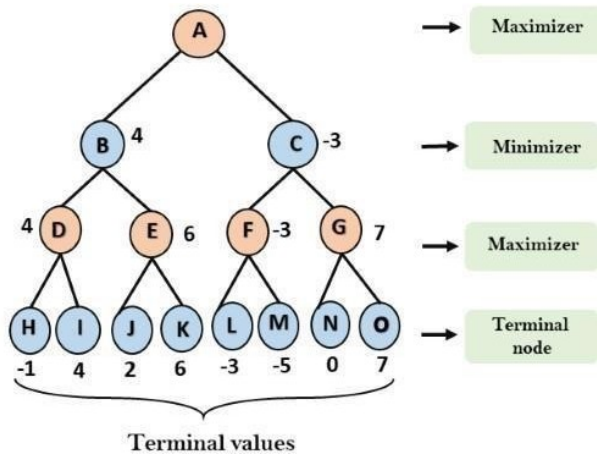 A
Maximizer
B 4 C -3
Minimizer
4 D E 6 F -3 G 7
Maximizer
H I J K L M N O
Terminal
node
-1 4 2 6 -3 -5 0 7
Terminal values